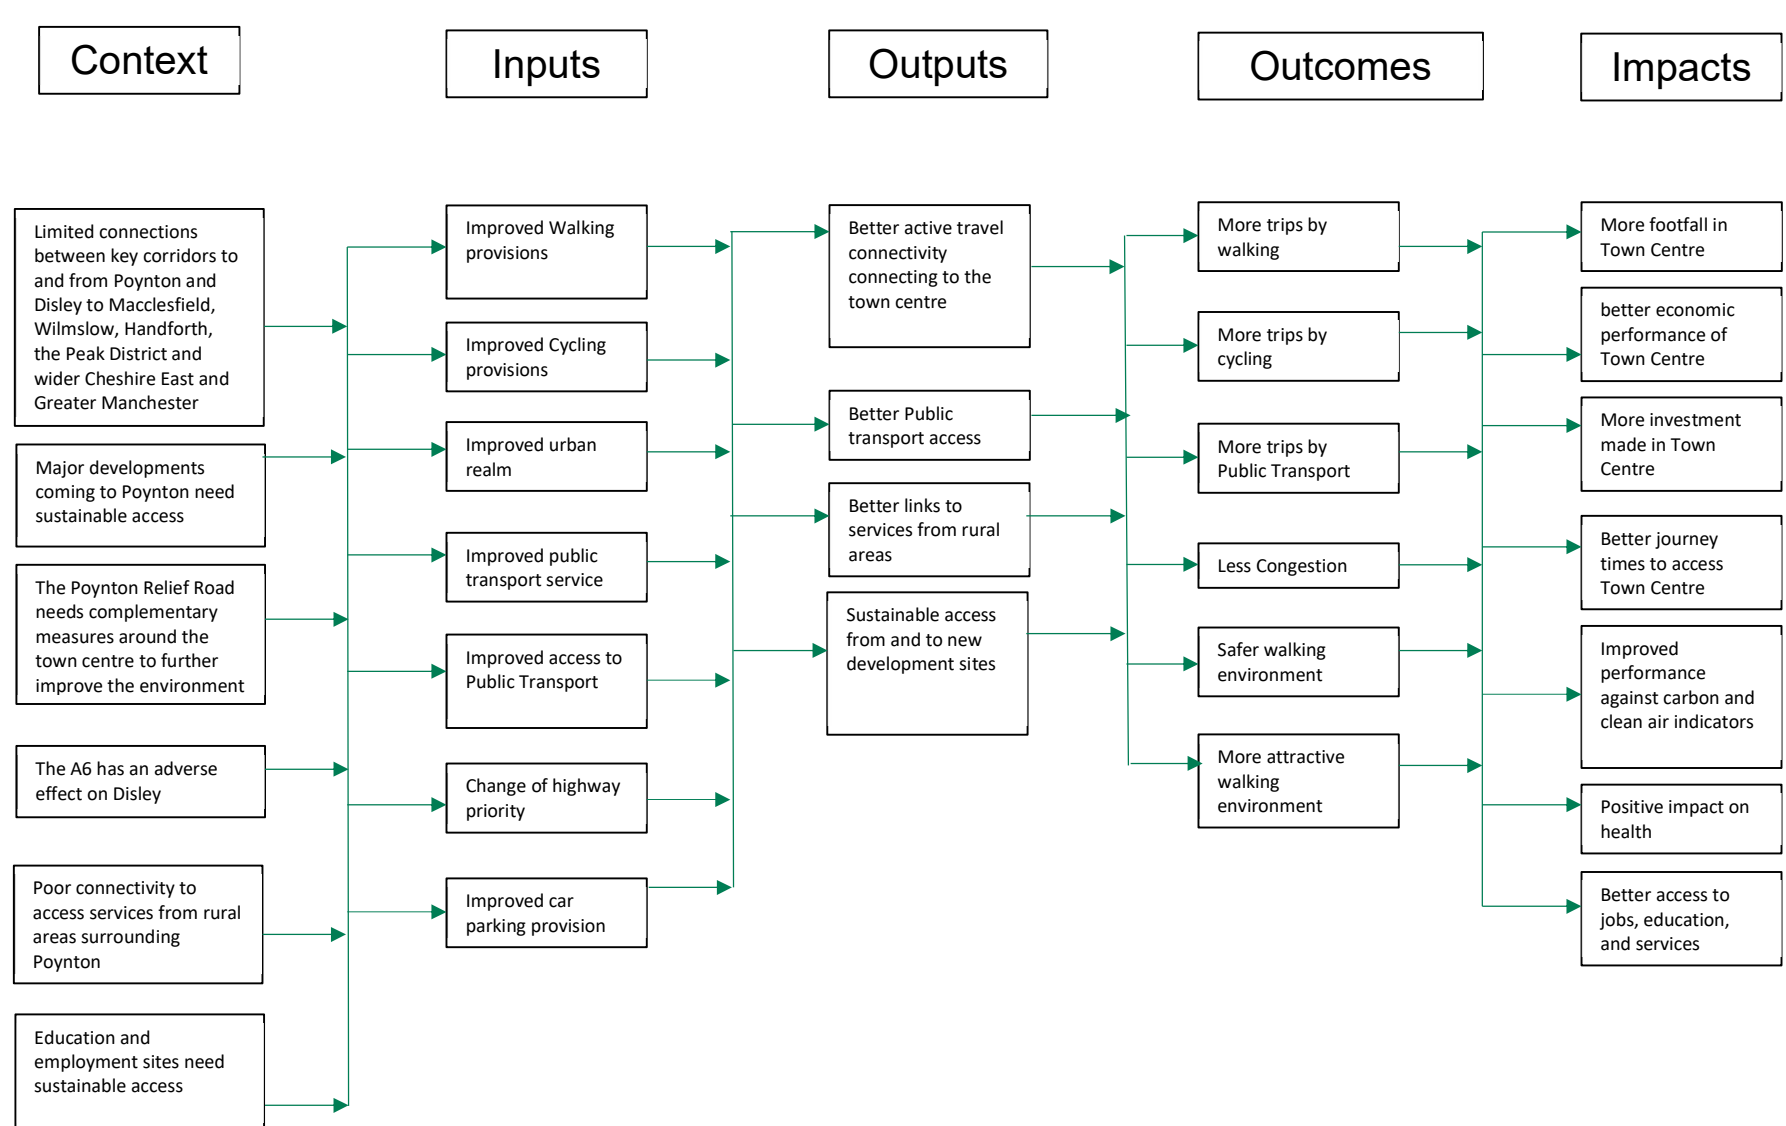 Context
Inputs
Outputs
Outcomes
Impacts
Limited connections
between key corridors to
and from Poynton and
Disley to Macclesfield,
Wilmslow, Handforth,
the Peak District and
wider Cheshire East and
Greater Manchester
Major developments
coming to Poynton need
sustainable access
The Poynton Relief Road
needs complementary
measures around the
town centre to further
improve the environment
The A6 has an adverse
effect on Disley
Poor connectivity to
access services from rural
areas surrounding
Poynton
Education and
employment sites need
sustainable access
Improved Walking
provisions
Improved Cycling
provisions
Improved urban
realm
Improved public
transport service
Improved access to
Public Transport
Change of highway
priority
Improved car
parking provision
Better active travel
connectivity
connecting to the
town centre
Better Public
transport access
Better links to
services from rural
areas
Sustainable access
from and to new
development sites
More trips by
walking
More trips by
cycling
More trips by
Public Transport
Less Congestion
Safer walking
environment
More attractive
walking
environment
More footfall in
Town Centre
better economic
performance of
Town Centre
More investment
made in Town
Centre
Better journey
times to access
Town Centre
Improved
performance
against carbon and
clean air indicators
Positive impact on
health
Better access to
jobs, education,
and services